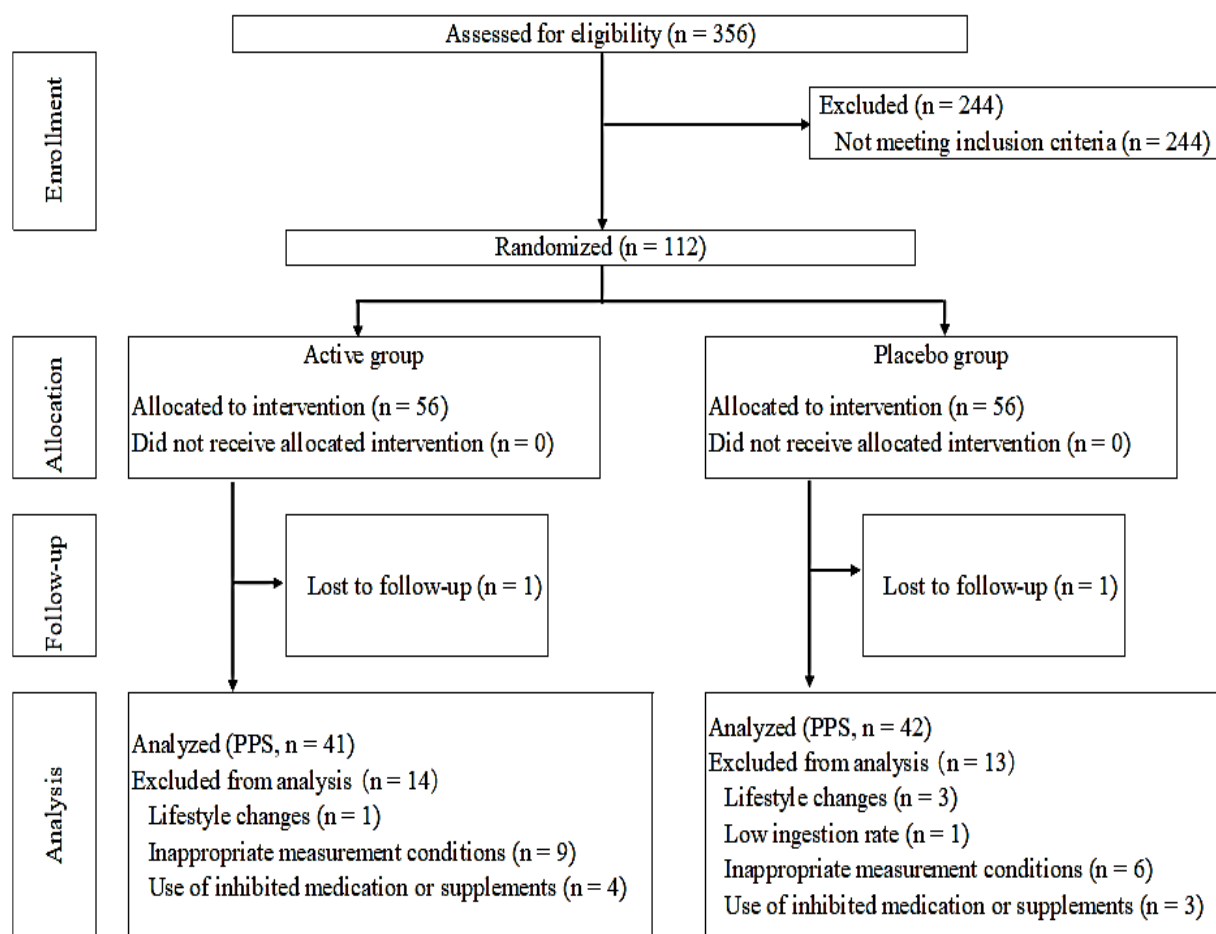 Assessed for eligibility (n = 356)
Enrollment
Excluded (n = 244)
Not meeting inclusion criteria (n = 244)
Randomized (n = 112)
Allocation
Active group
Allocated to intervention (n = 56)
Did not receive allocated intervention (n = 0)
Placebo group
Allocated to intervention (n = 56)
Did not receive allocated intervention (n = 0)
Follow-up
Lost to follow-up (n = 1)
Lost to follow-up (n = 1)
Analysis
Analyzed (PPS, n = 41)
Excluded from analysis (n = 14)
Lifestyle changes (n = 1)
Inappropriate measurement conditions (n = 9)
Use of inhibited medication or supplements (n = 4)
Analyzed (PPS, n = 42)
Excluded from analysis (n = 13)
Lifestyle changes (n = 3)
Low ingestion rate (n = 1)
Inappropriate measurement conditions (n = 6)
Use of inhibited medication or supplements (n = 3)